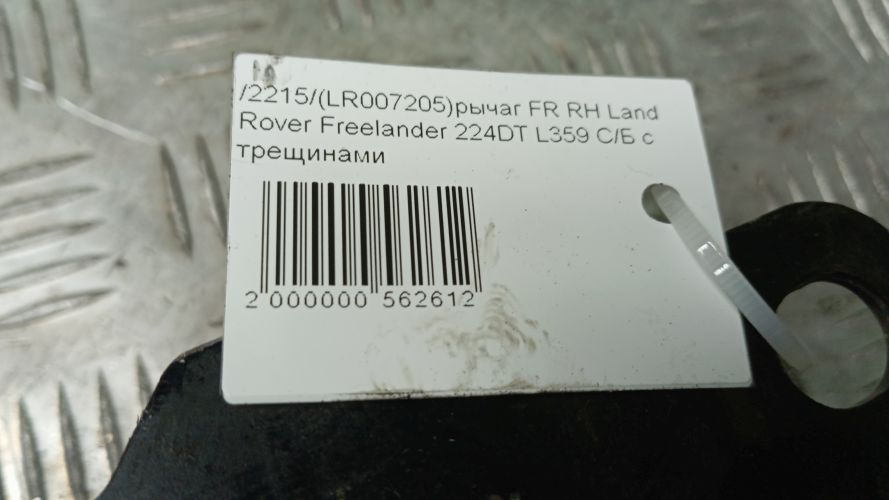 /2215/(LR007205)рычаг FR RH Land
Rover Freelander 224DT L359 С/Б с
трещинами
2 000000 562612